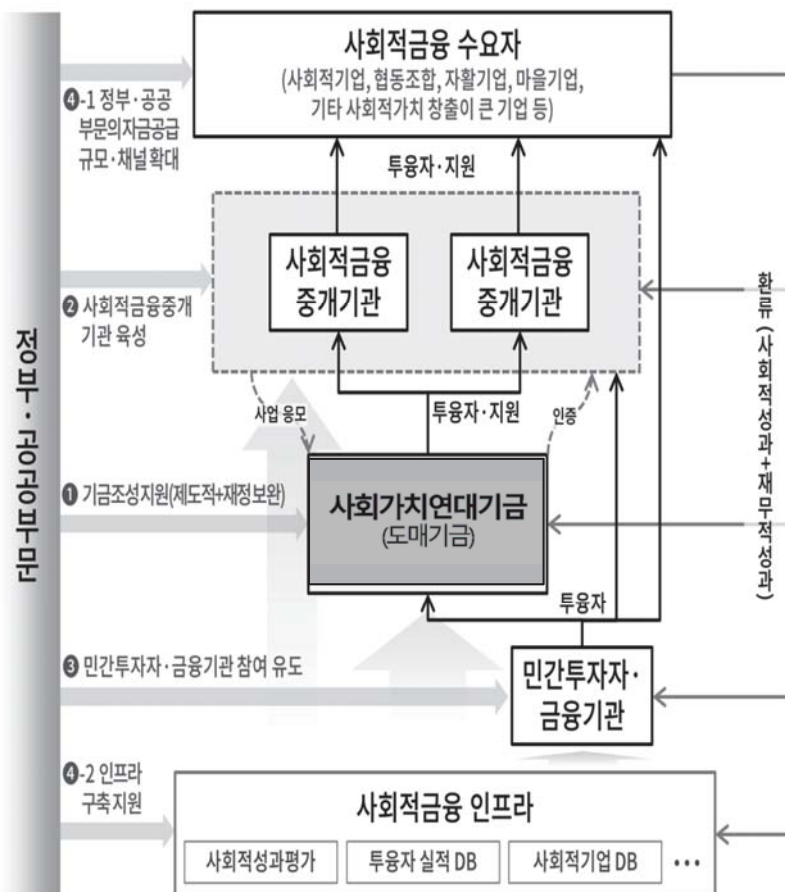 사회적금융 수요자
(사회적기업, 협동조합, 자활기업, 마을기업,
기타 사회적가치 창출이 큰 기업 등)
❹-1 정부·공공
부문의자금공급
규모·채널확대
투융자·지원
사회적금융
중개기관
사회적금융
중개기관
❷ 사회적금융중개
기관 육성
환류 (사회적성과+재무적성과)
정부·공공부문
사업 응모
투융자·지원
인증
❶ 기금조성지원(제도적+재정보완)
사회가치연대기금
(도매기금)
투융자
❸ 민간투자자·금융기관 참여 유도
민간투자자·
금융기관
❹-2 인프라
구축지원
사회적금융 인프라
사회적성과평가
투융자 실적 DB
사회적기업 DB
···